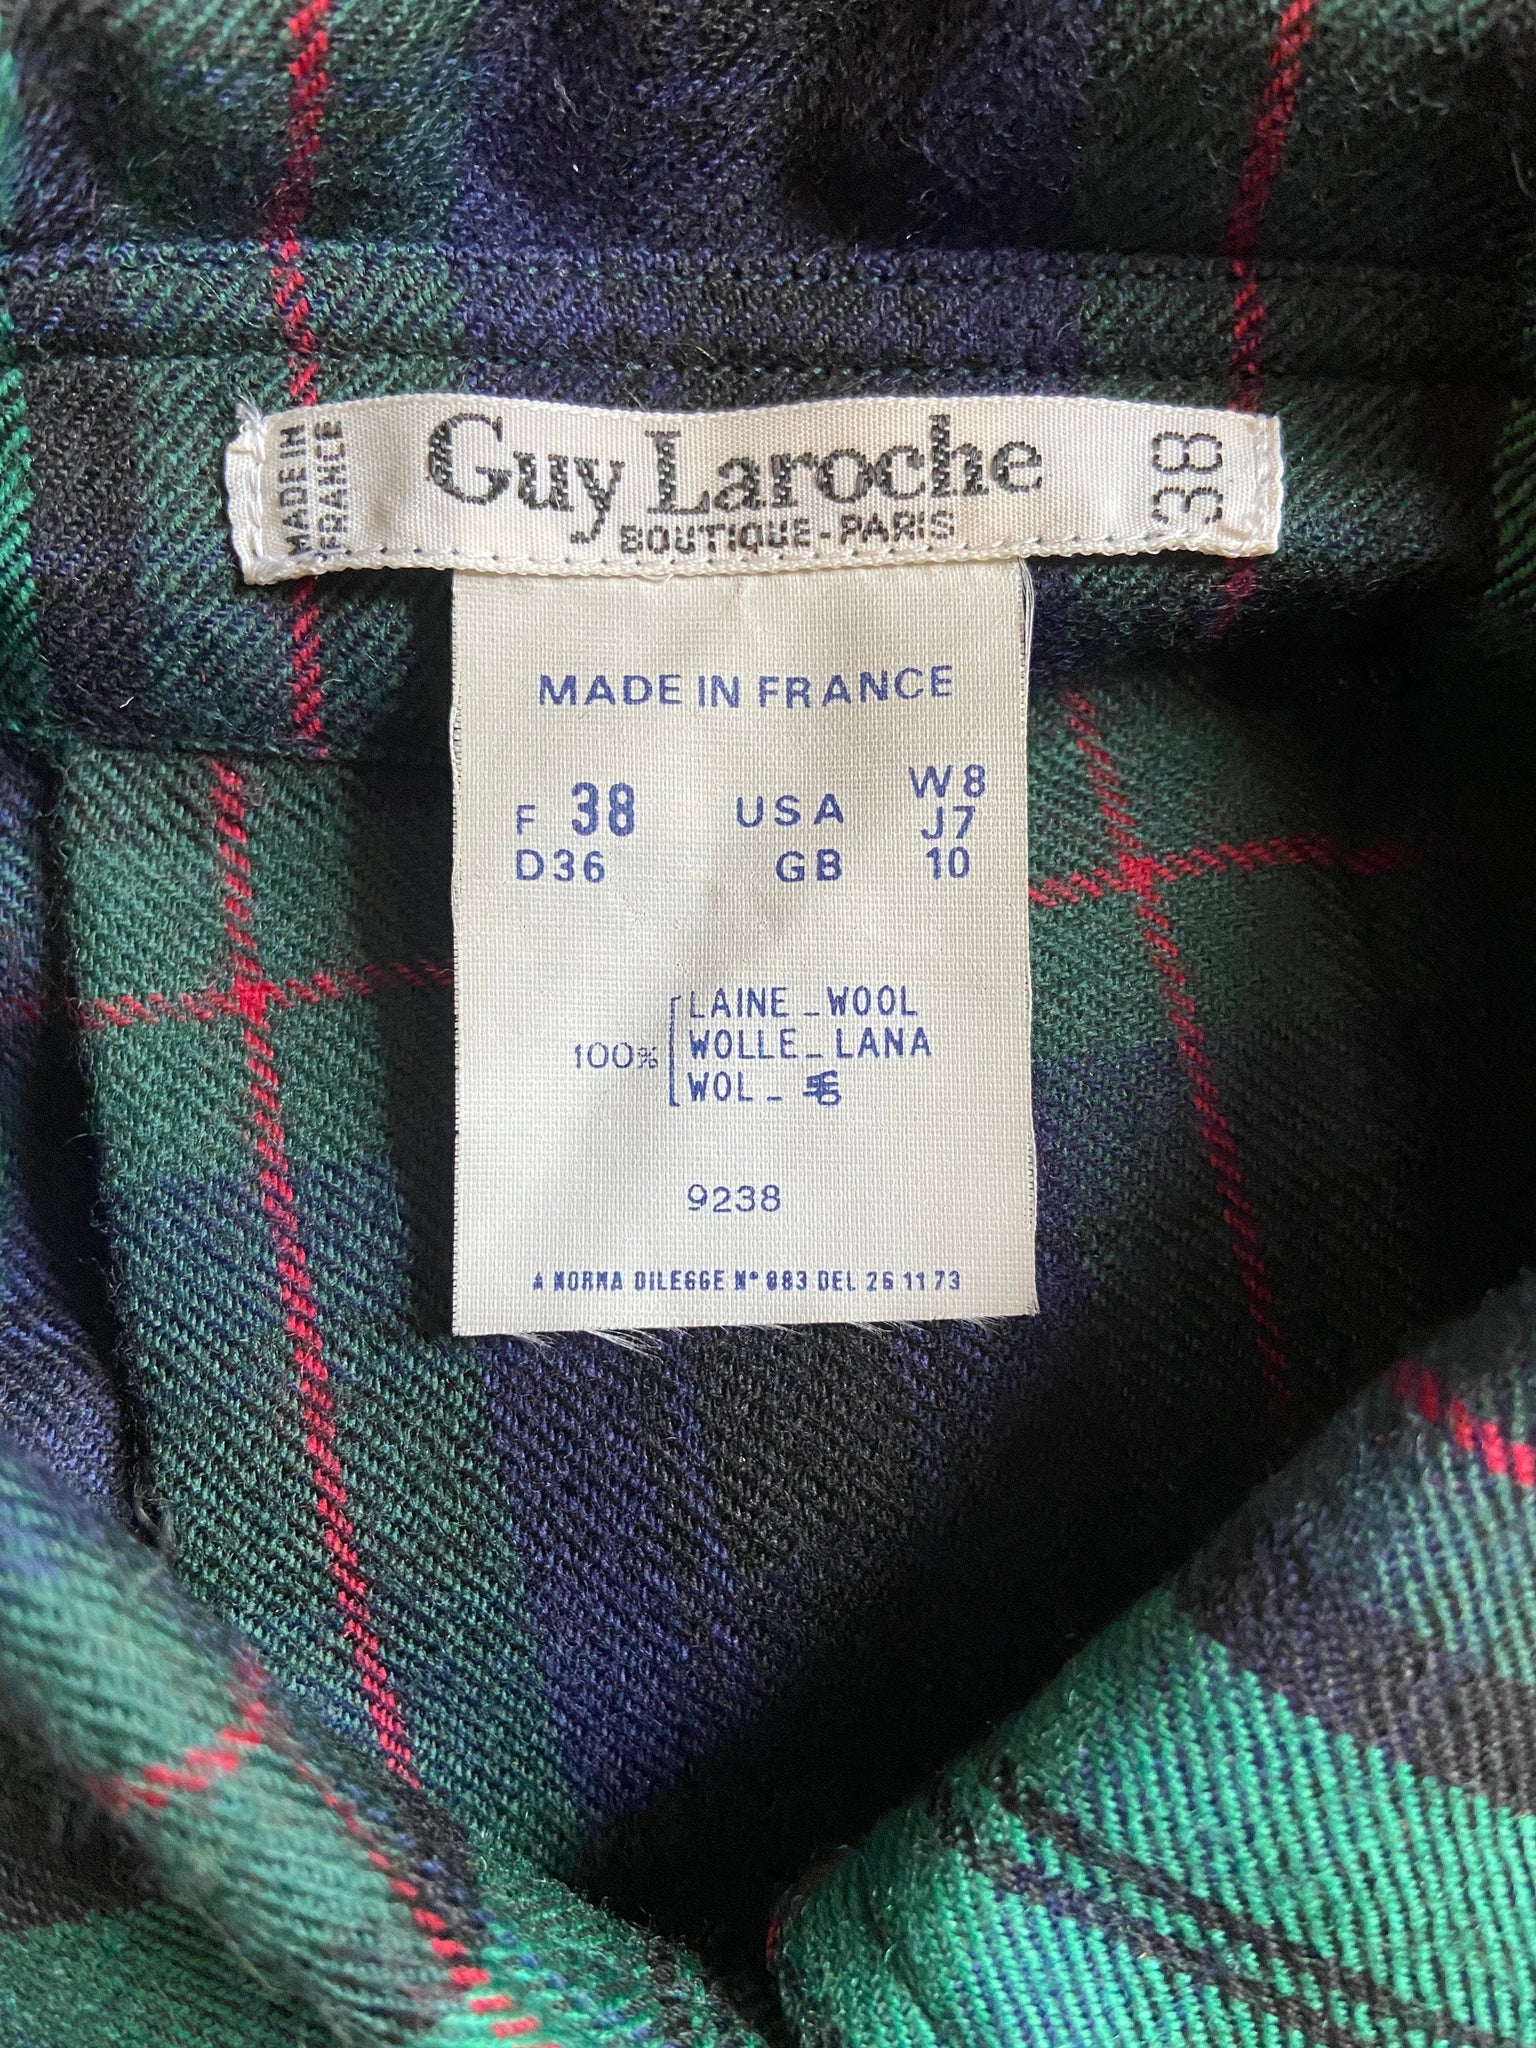 MADE IN
FRANCE
Guy Laroche
BOUTIQUE-PARIS
38
MADE IN FRANCE
F 38 USA W8
J7
D36 GB 10
LAINE_WOOL
100% WOLLE_LANA
WOL_
9238
A NORMA DILEGGE N° 883 DEL 26 11 73